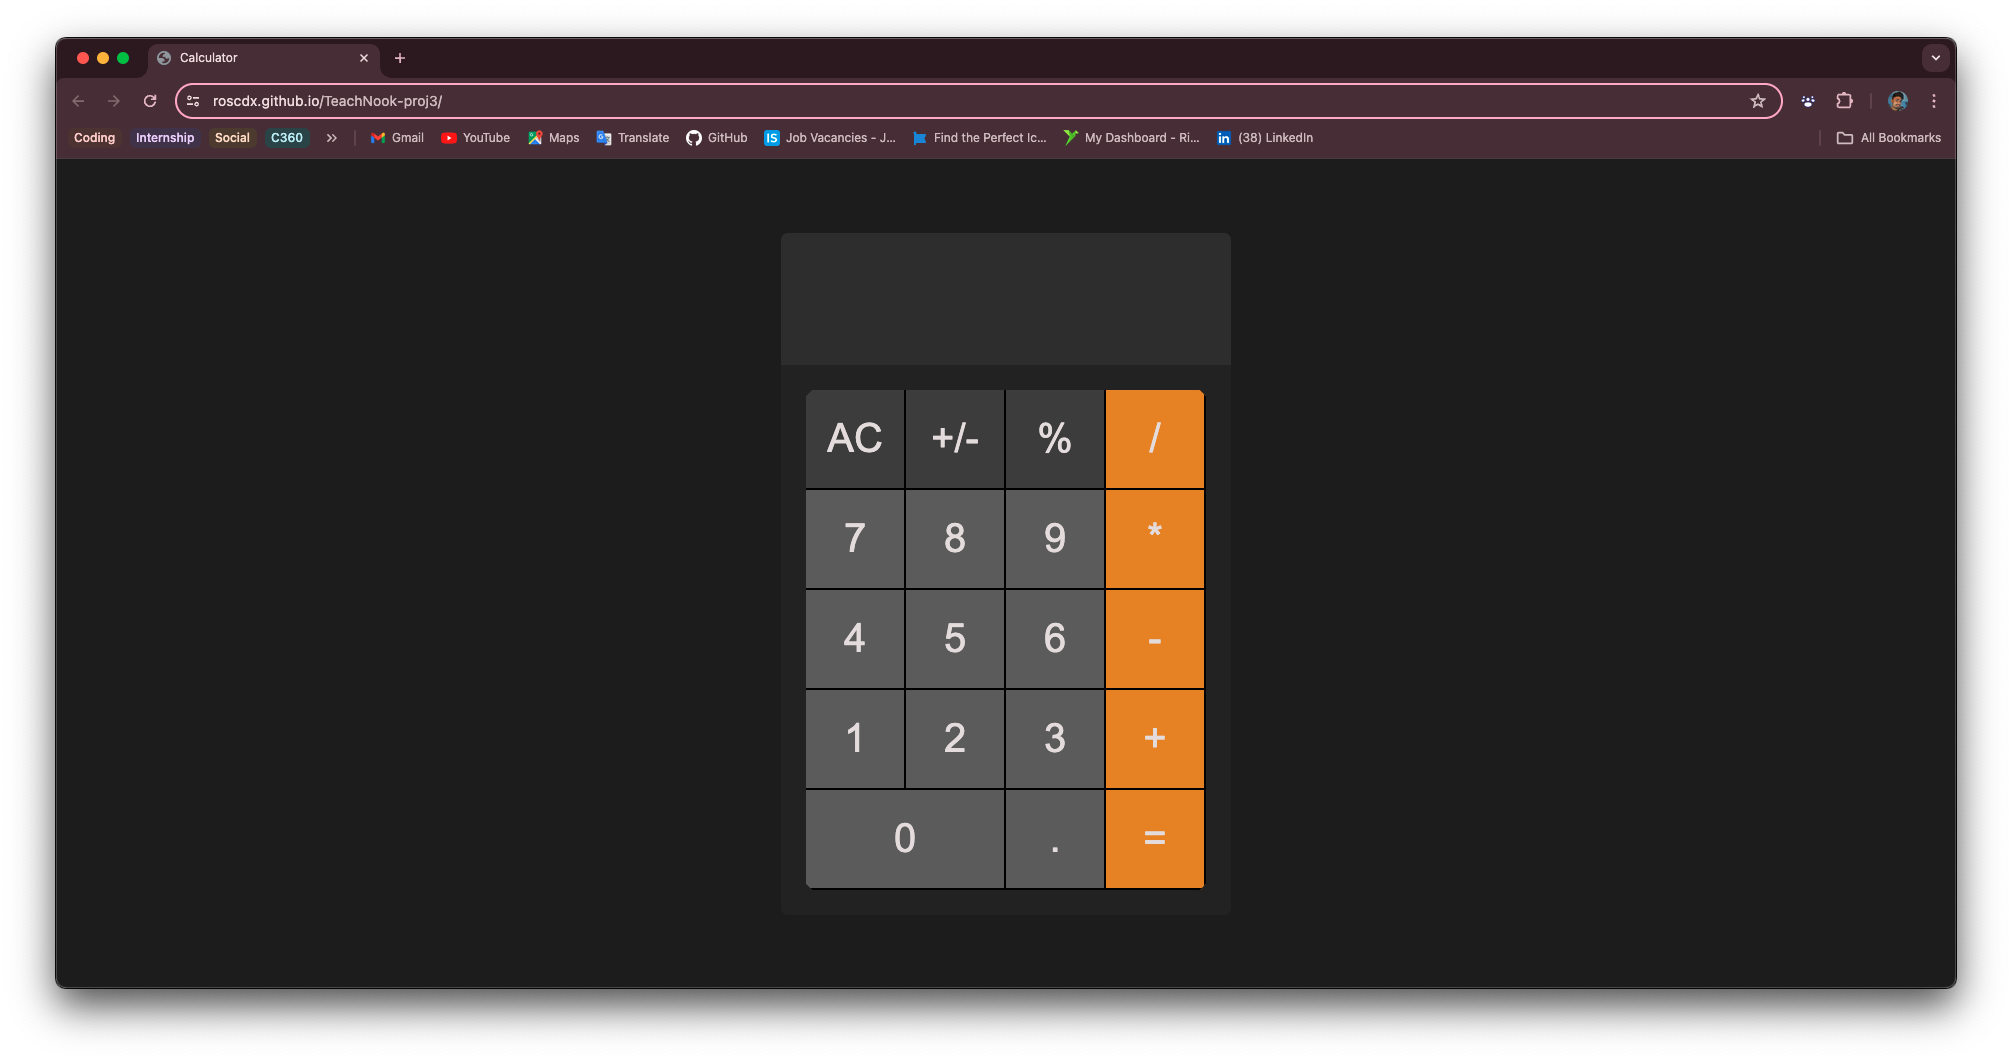 Calculator
roscdx.github.io/TeachNook-proj3/
Coding Internship Social C360 Gmail YouTube Maps Translate GitHub Job Vacancies - J... Find the Perfect Ic... My Dashboard - Ri... (38) LinkedIn All Bookmarks
AC +/- % /
7 8 9 *
4 5 6 -
1 2 3 +
0 . =